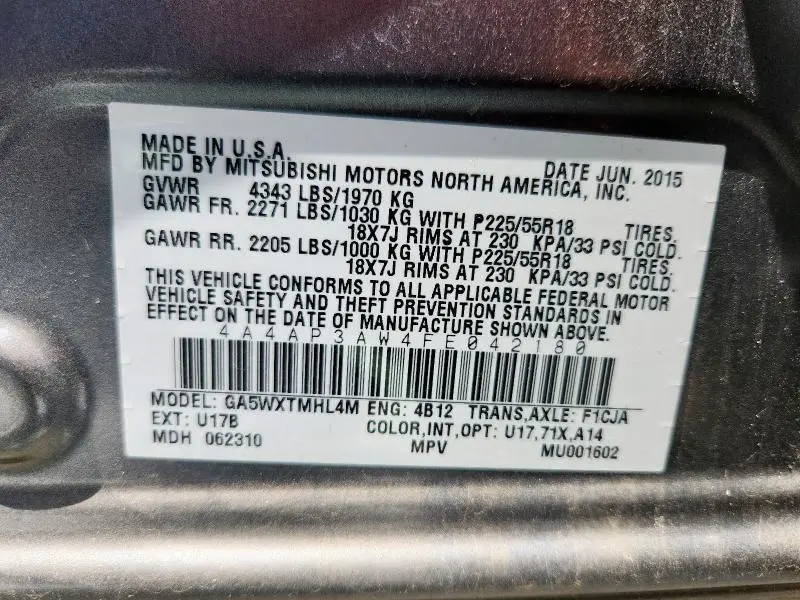 MADE IN U.S.A. DATE JUN. 2015
MFD BY MITSUBISHI MOTORS NORTH AMERICA, INC.
GVWR 4343 LBS/1970 KG
GAWR FR. 2271 LBS/1030 KG WITH P225/55R18 TIRES.
18X7J RIMS AT 230 KPA/33 PSI COLD.
GAWR RR. 2205 LBS/1000 KG WITH P225/55R18 TIRES.
18X7J RIMS AT 230 KPA/33 PSI COLD.
THIS VEHICLE CONFORMS TO ALL APPLICABLE FEDERAL MOTOR
VEHICLE SAFETY AND THEFT PREVENTION STANDARDS IN
EFFECT ON THE DATE OF MANUFACTURE SHOWN ABOVE.
4A4AP3AW4FE042180
MODEL: GA5WXTMHL4M ENG: 4B12 TRANS,AXLE: F1CJA
EXT: U17B COLOR,INT,OPT: U17,71X,A14
MDH 062310 MPV MU001602